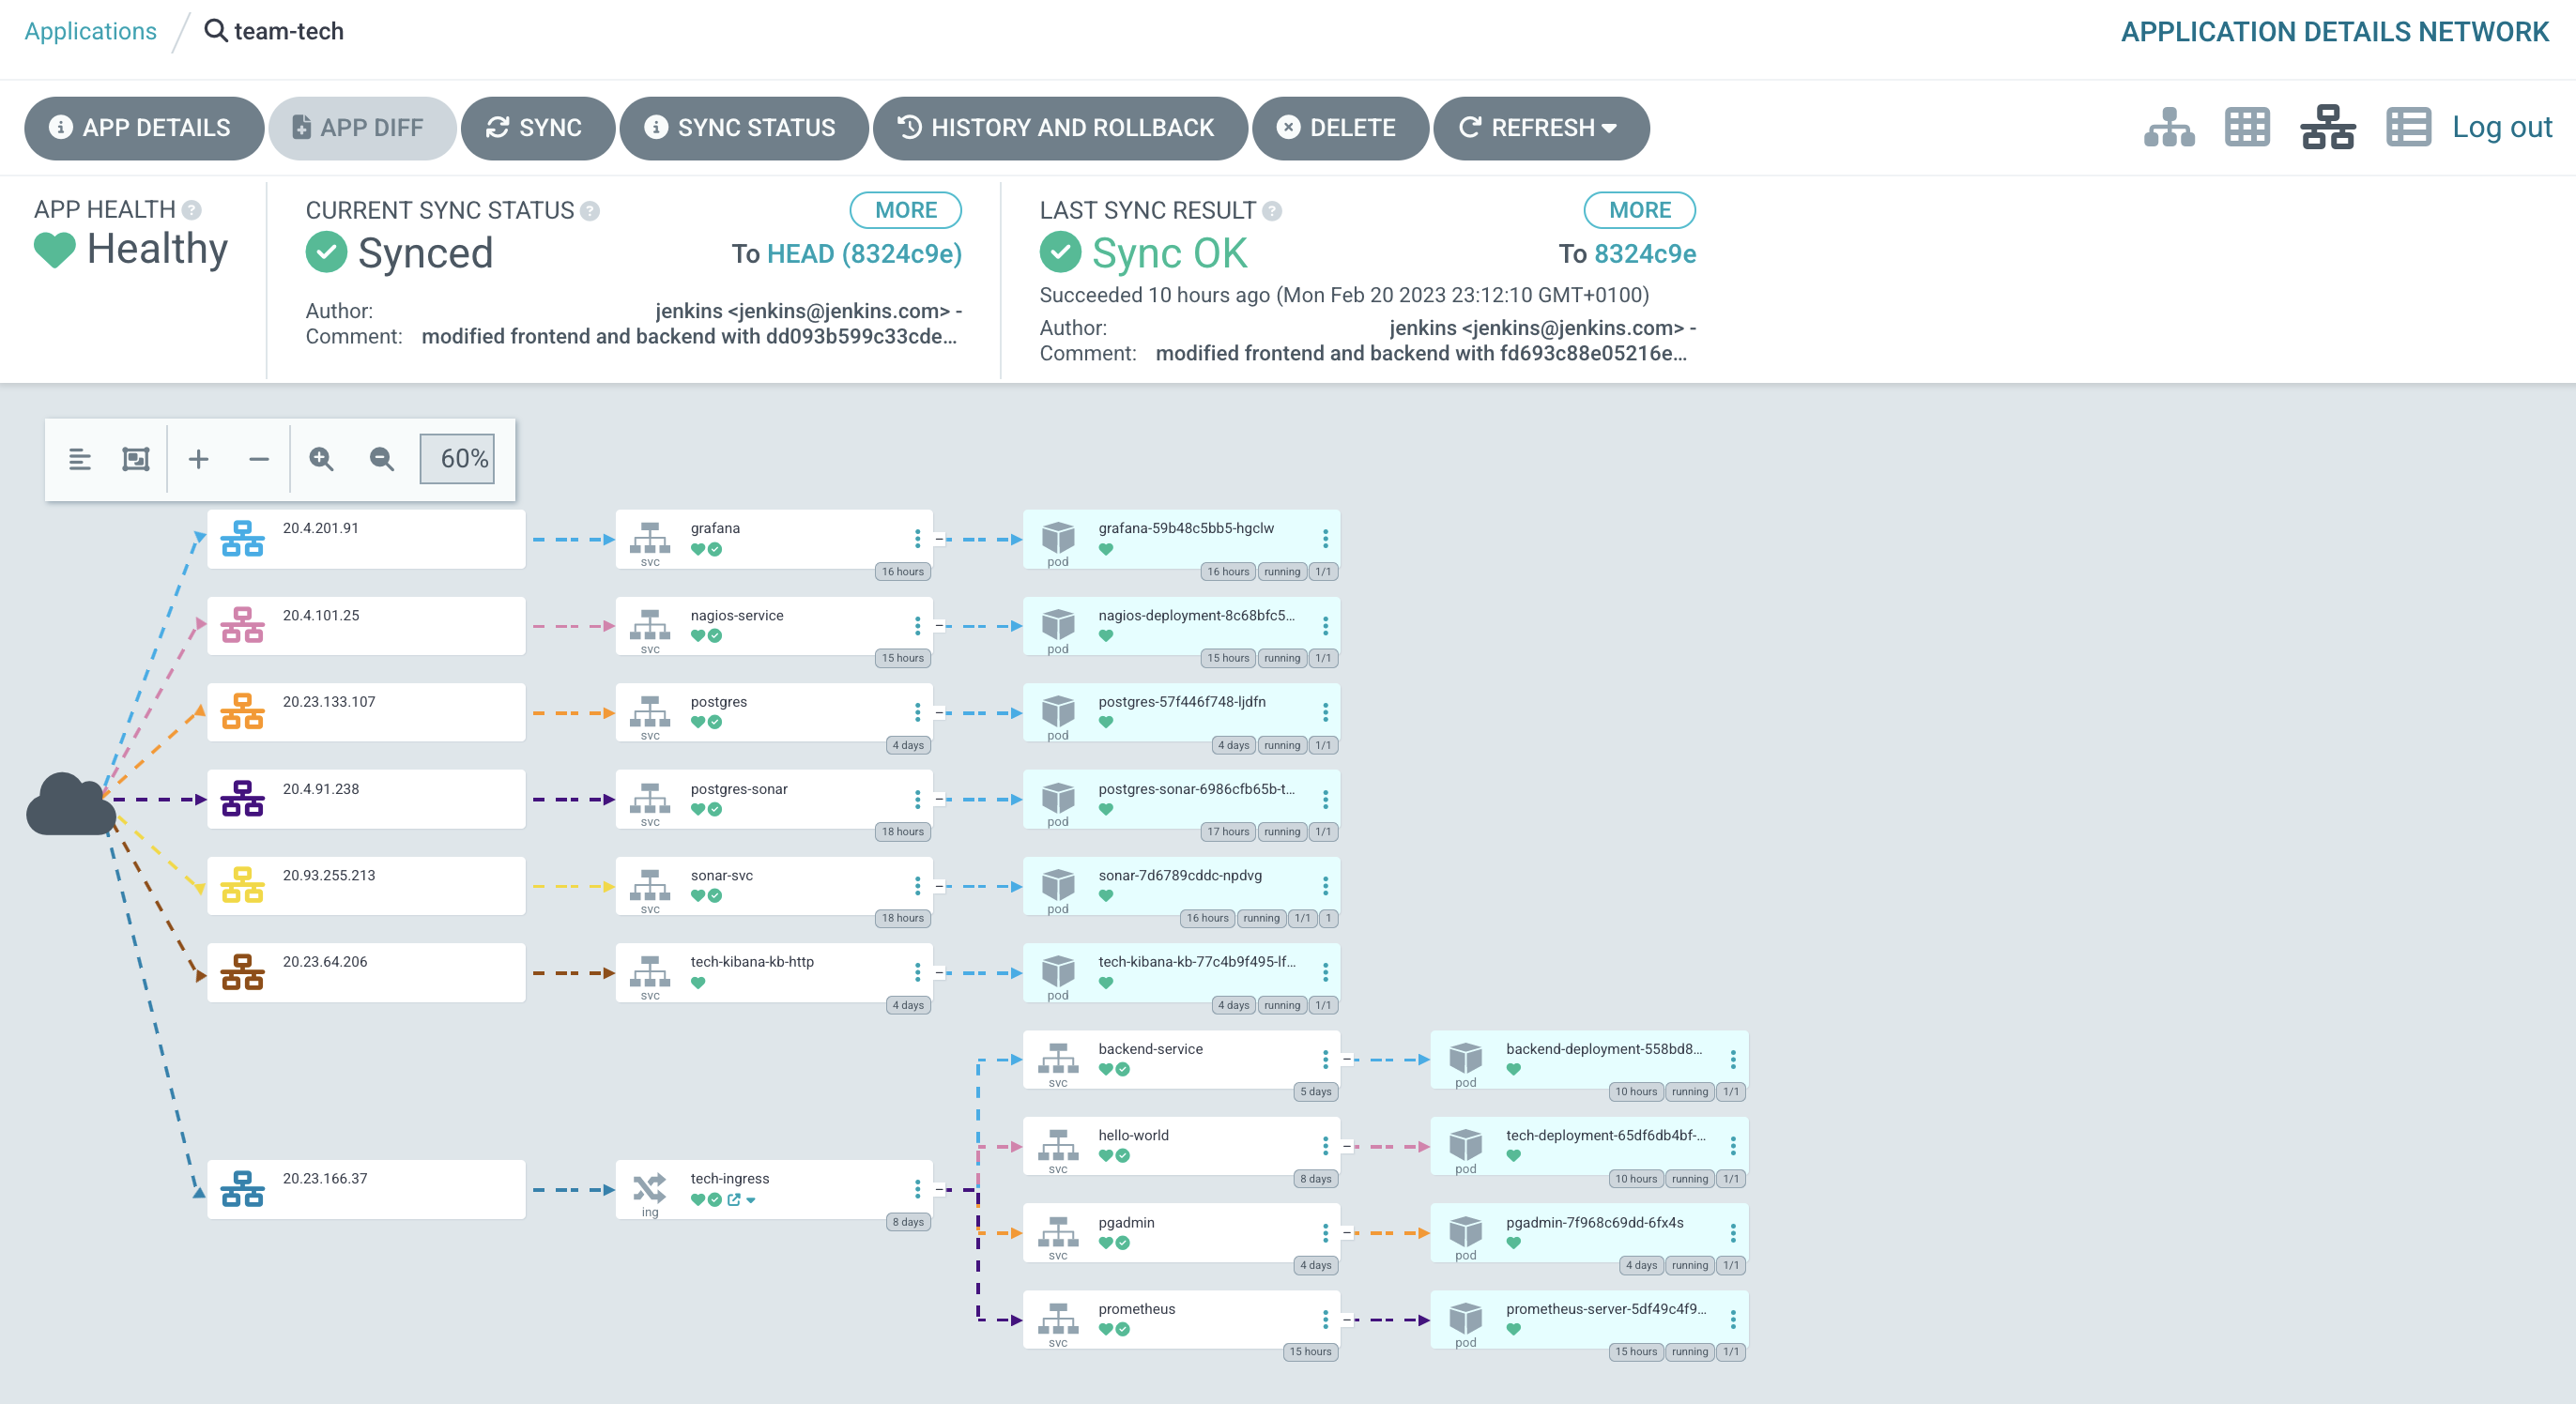 Applications / team-tech
APPLICATION DETAILS NETWORK
APP DETAILS
APP DIFF
SYNC
SYNC STATUS
HISTORY AND ROLLBACK
DELETE
REFRESH
Log out
APP HEALTH ?
Healthy
CURRENT SYNC STATUS ?
MORE
Synced
To HEAD (8324c9e)
Author: jenkins <jenkins@jenkins.com> -
Comment: modified frontend and backend with dd093b599c33cde...
LAST SYNC RESULT ?
MORE
Sync OK
To 8324c9e
Succeeded 10 hours ago (Mon Feb 20 2023 23:12:10 GMT+0100)
Author: jenkins <jenkins@jenkins.com> -
Comment: modified frontend and backend with fd693c88e05216e...
60%
20.4.201.91
grafana
svc
16 hours
grafana-59b48c5bb5-hgclw
pod
16 hours running 1/1
20.4.101.25
nagios-service
svc
15 hours
nagios-deployment-8c68bfc5...
pod
15 hours running 1/1
20.23.133.107
postgres
svc
4 days
postgres-57f446f748-ljdfn
pod
4 days running 1/1
20.4.91.238
postgres-sonar
svc
18 hours
postgres-sonar-6986cfb65b-t...
pod
17 hours running 1/1
20.93.255.213
sonar-svc
svc
18 hours
sonar-7d6789cddc-npdvg
pod
16 hours running 1/1 1
20.23.64.206
tech-kibana-kb-http
svc
4 days
tech-kibana-kb-77c4b9f495-lf...
pod
4 days running 1/1
backend-service
svc
5 days
backend-deployment-558bd8...
pod
10 hours running 1/1
hello-world
svc
8 days
tech-deployment-65df6db4bf-...
pod
10 hours running 1/1
20.23.166.37
tech-ingress
ing
8 days
pgadmin
svc
4 days
pgadmin-7f968c69dd-6fx4s
pod
4 days running 1/1
prometheus
svc
15 hours
prometheus-server-5df49c4f9...
pod
15 hours running 1/1